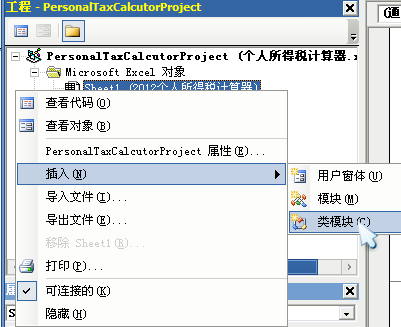 工程 - PersonalTaxCalcutorProject
PersonalTaxCalcutorProject (个人所得税计算器.x
Microsoft Excel 对象
Sheet1 (2012个人所得税计算器)
查看代码(O)
查看对象(B)
PersonalTaxCalcutorProject 属性(E)...
插入(N)
用户窗体(U)
模块(M)
类模块(C)
导入文件(I)...
导出文件(E)...
移除 Sheet1(R)...
打印(P)...
可连接的(K)
隐藏(H)